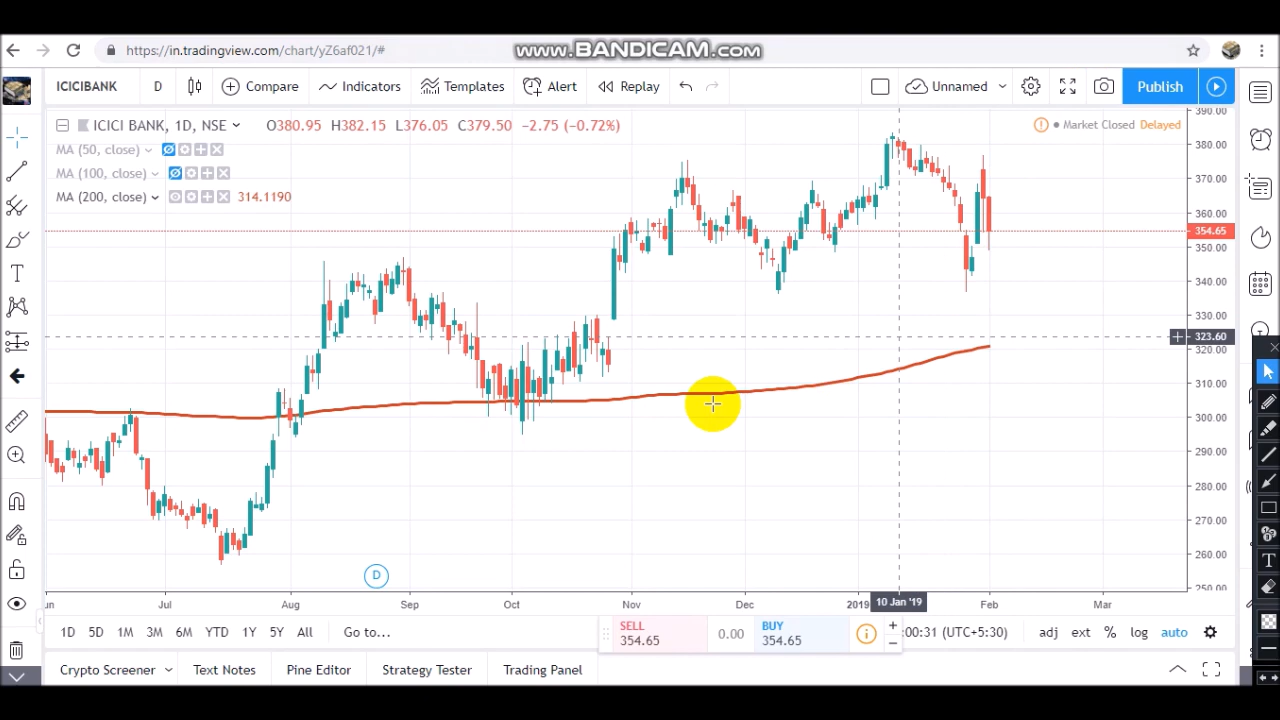 https://in.tradingview.com/chart/yZ6af021/#
www.BANDICAM.com
ICICIBANK D Compare Indicators Templates Alert Replay Unnamed Publish
ICICI BANK, 1D, NSE O380.95 H382.15 L376.05 C379.50 −2.75 (−0.72%)
Market Closed Delayed
MA (50, close)
MA (100, close)
MA (200, close) 314.1190
390.00
380.00
370.00
360.00
354.65
350.00
340.00
330.00
323.60
320.00
310.00
300.00
290.00
280.00
270.00
260.00
250.00
D
Jul Aug Sep Oct Nov Dec 2019 10 Jan '19 Feb Mar
1D 5D 1M 3M 6M YTD 1Y 5Y All Go to...
SELL
354.65
0.00
BUY
354.65
:00:31 (UTC+5:30) adj ext % log auto
Crypto Screener Text Notes Pine Editor Strategy Tester Trading Panel